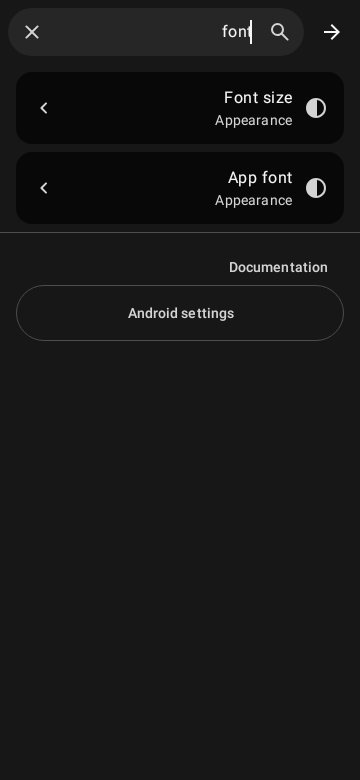 font
Font size
Appearance
App font
Appearance
Documentation
Android settings